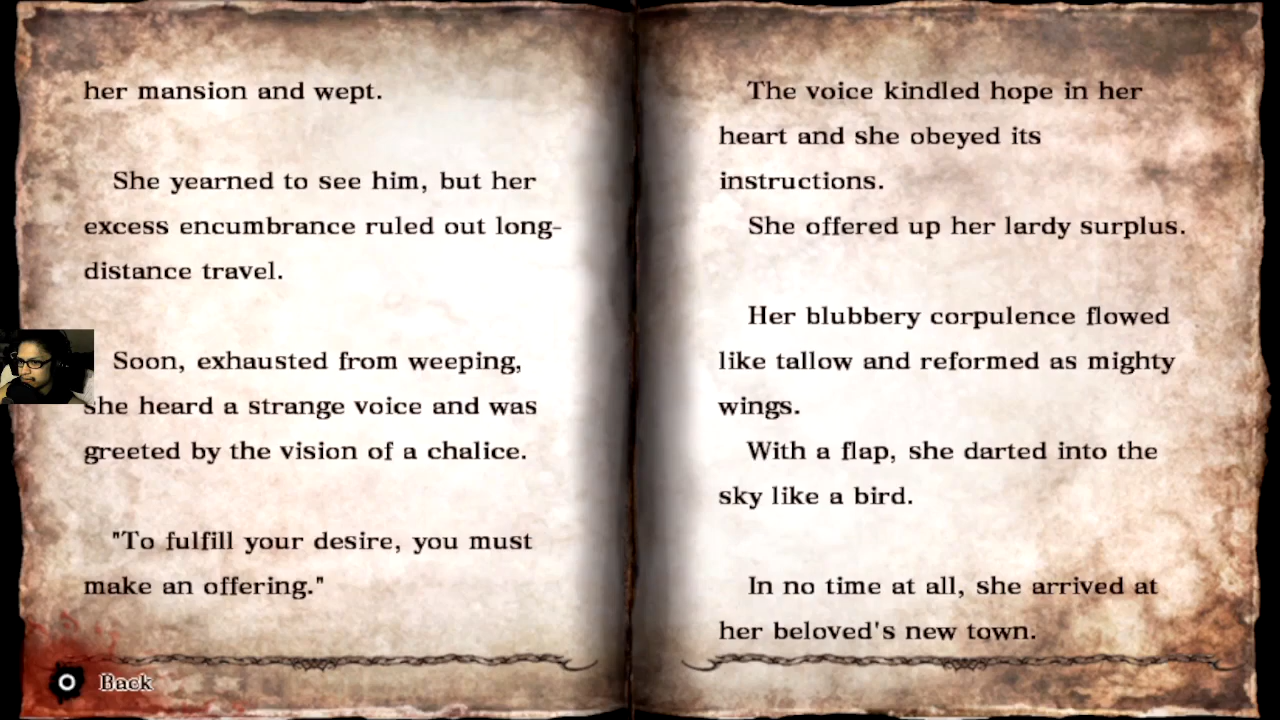 her mansion and wept.
She yearned to see him, but her
excess encumbrance ruled out long-
distance travel.
Soon, exhausted from weeping,
she heard a strange voice and was
greeted by the vision of a chalice.
"To fulfill your desire, you must
make an offering."
Back
The voice kindled hope in her
heart and she obeyed its
instructions.
She offered up her lardy surplus.
Her blubbery corpulence flowed
like tallow and reformed as mighty
wings.
With a flap, she darted into the
sky like a bird.
In no time at all, she arrived at
her beloved's new town.